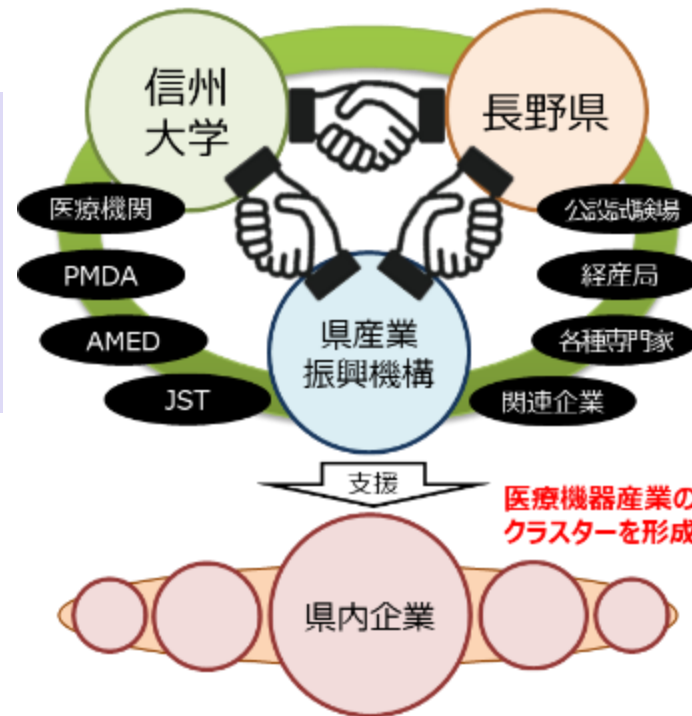 信州
大学
長野県
医療機関
公設試験場
PMDA
経産局
AMED
各種専門家
JST
関連企業
県産業
振興機構
支援
医療機器産業の
クラスターを形成
県内企業